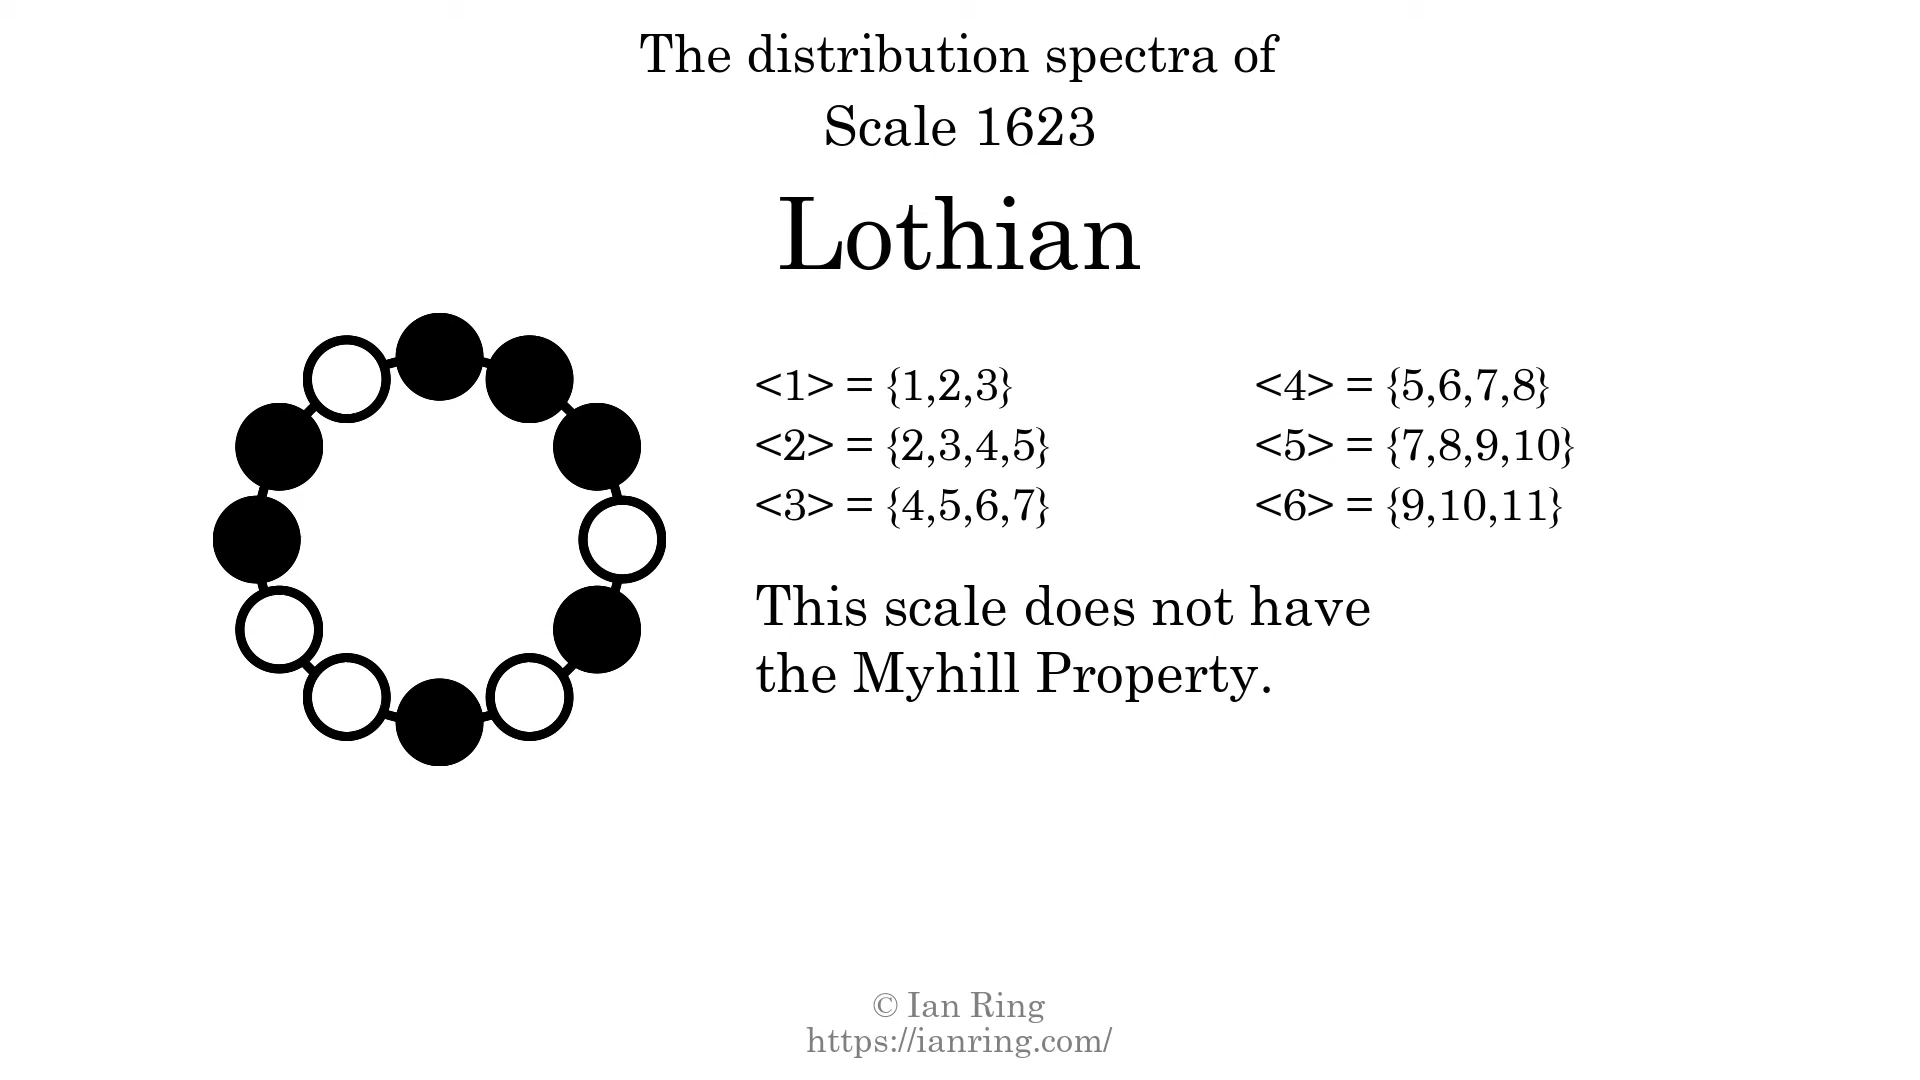 The distribution spectra of
Scale 1623
Lothian
<1> = {1,2,3}
<2> = {2,3,4,5}
<3> = {4,5,6,7}
<4> = {5,6,7,8}
<5> = {7,8,9,10}
<6> = {9,10,11}
This scale does not have
the Myhill Property.
© Ian Ring
https://ianring.com/